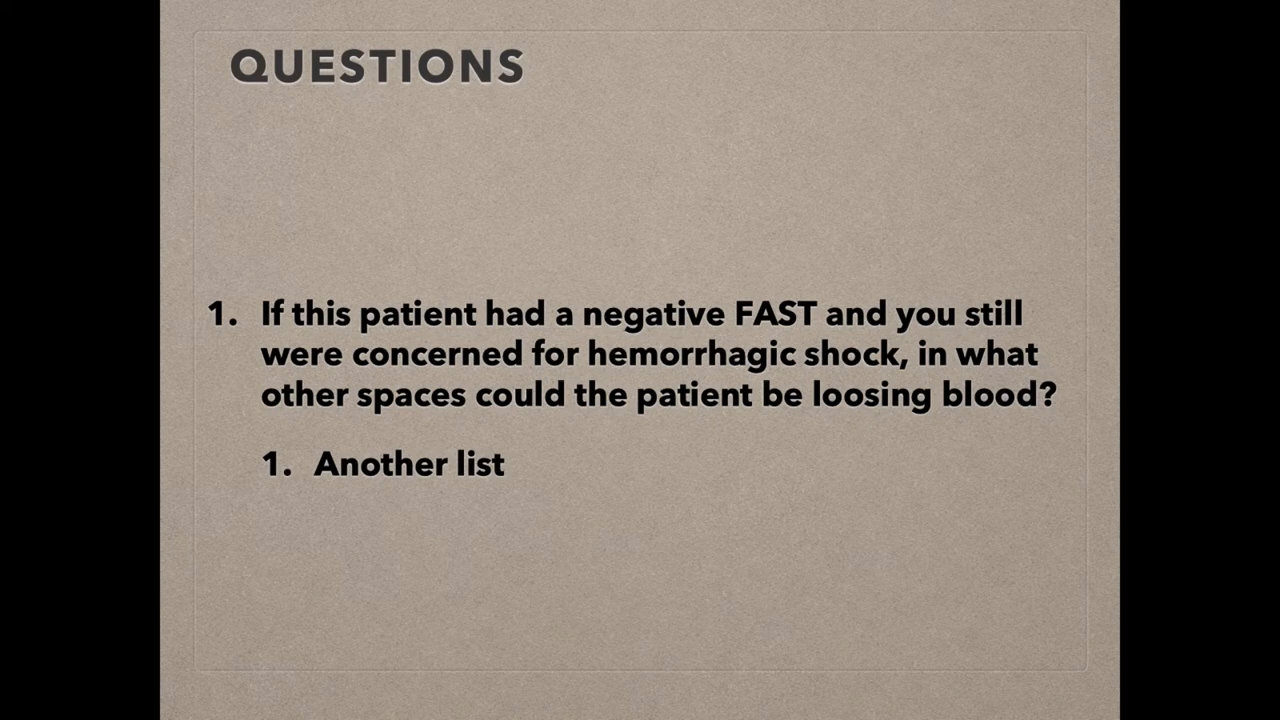 QUESTIONS
1. If this patient had a negative FAST and you still
were concerned for hemorrhagic shock, in what
other spaces could the patient be loosing blood?
1. Another list